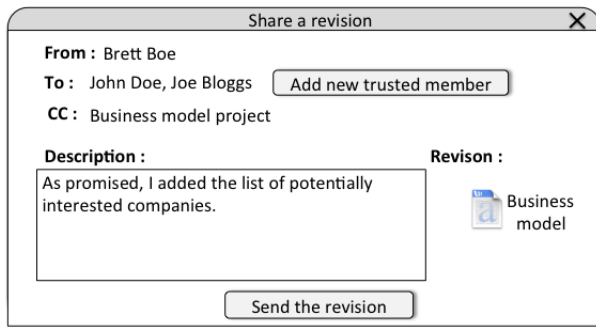 Share a revision
From : Brett Boe
To : John Doe, Joe Bloggs Add new trusted member
CC : Business model project
Description : Revison :
As promised, I added the list of potentially
interested companies.
Business
model
Send the revision